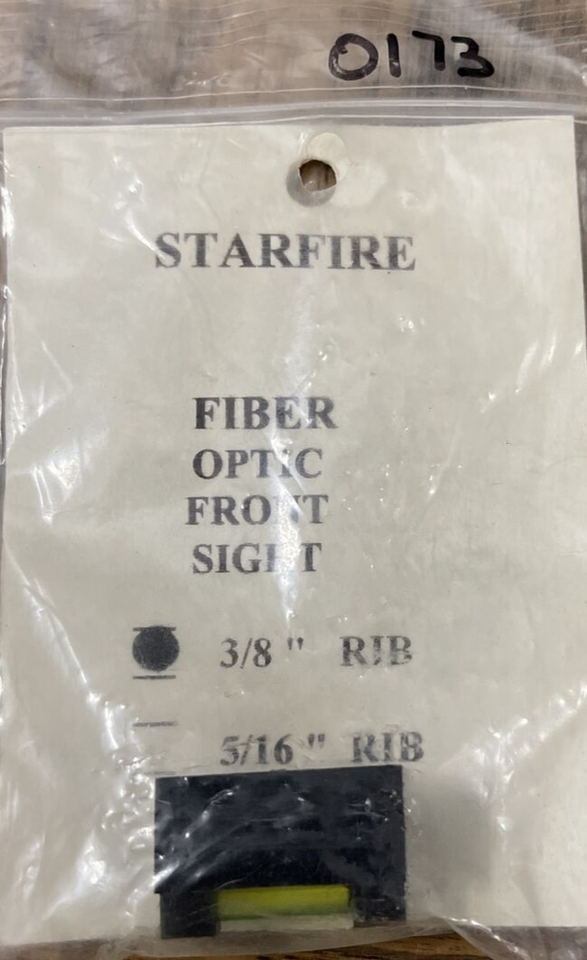 0173
STARFIRE
FIBER
OPTIC
FRONT
SIGHT
3/8 " RIB
5/16 " RIB